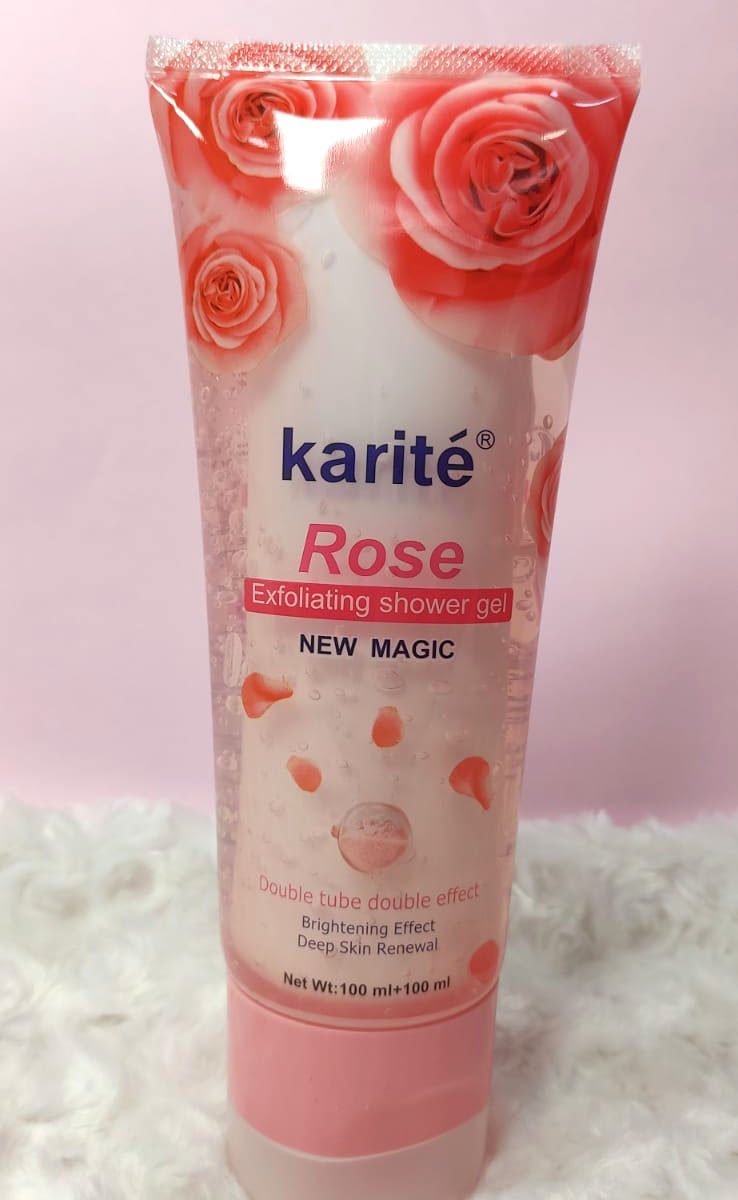 karité®
Rose
Exfoliating shower gel
NEW MAGIC
Double tube double effect
Brightening Effect
Deep Skin Renewal
Net Wt:100 ml+100 ml